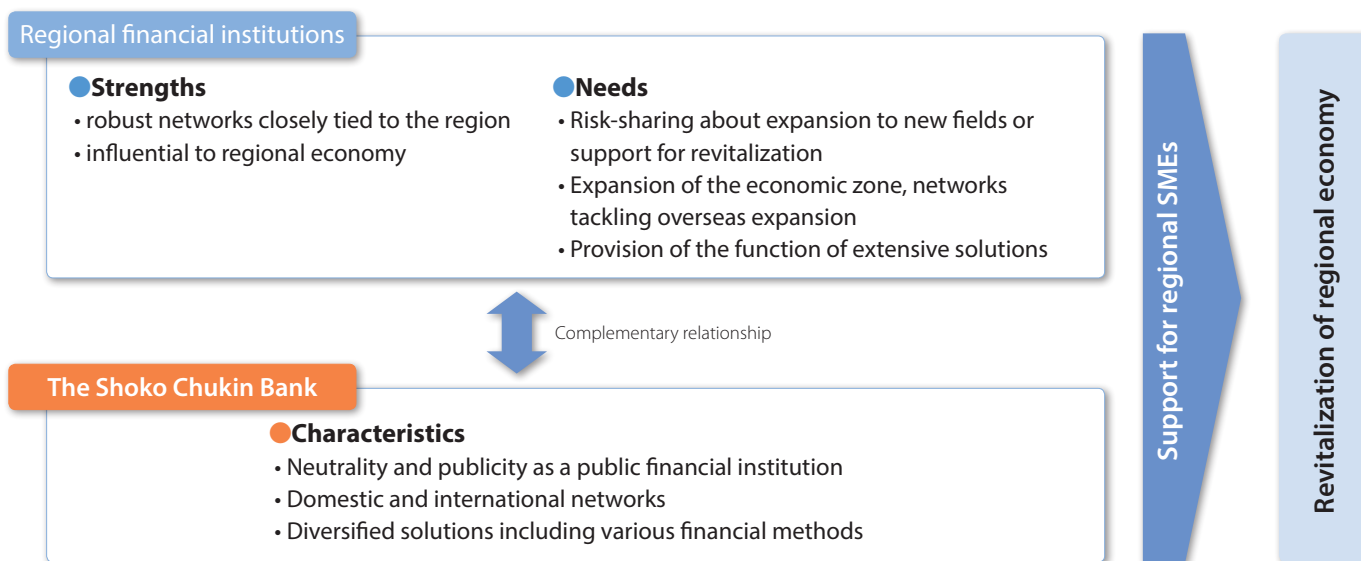 Regional financial institutions
●Strengths
• robust networks closely tied to the region
• influential to regional economy
●Needs
• Risk-sharing about expansion to new fields or
support for revitalization
• Expansion of the economic zone, networks
tackling overseas expansion
• Provision of the function of extensive solutions
Complementary relationship
The Shoko Chukin Bank
●Characteristics
• Neutrality and publicity as a public financial institution
• Domestic and international networks
• Diversified solutions including various financial methods
Support for regional SMEs
Revitalization of regional economy